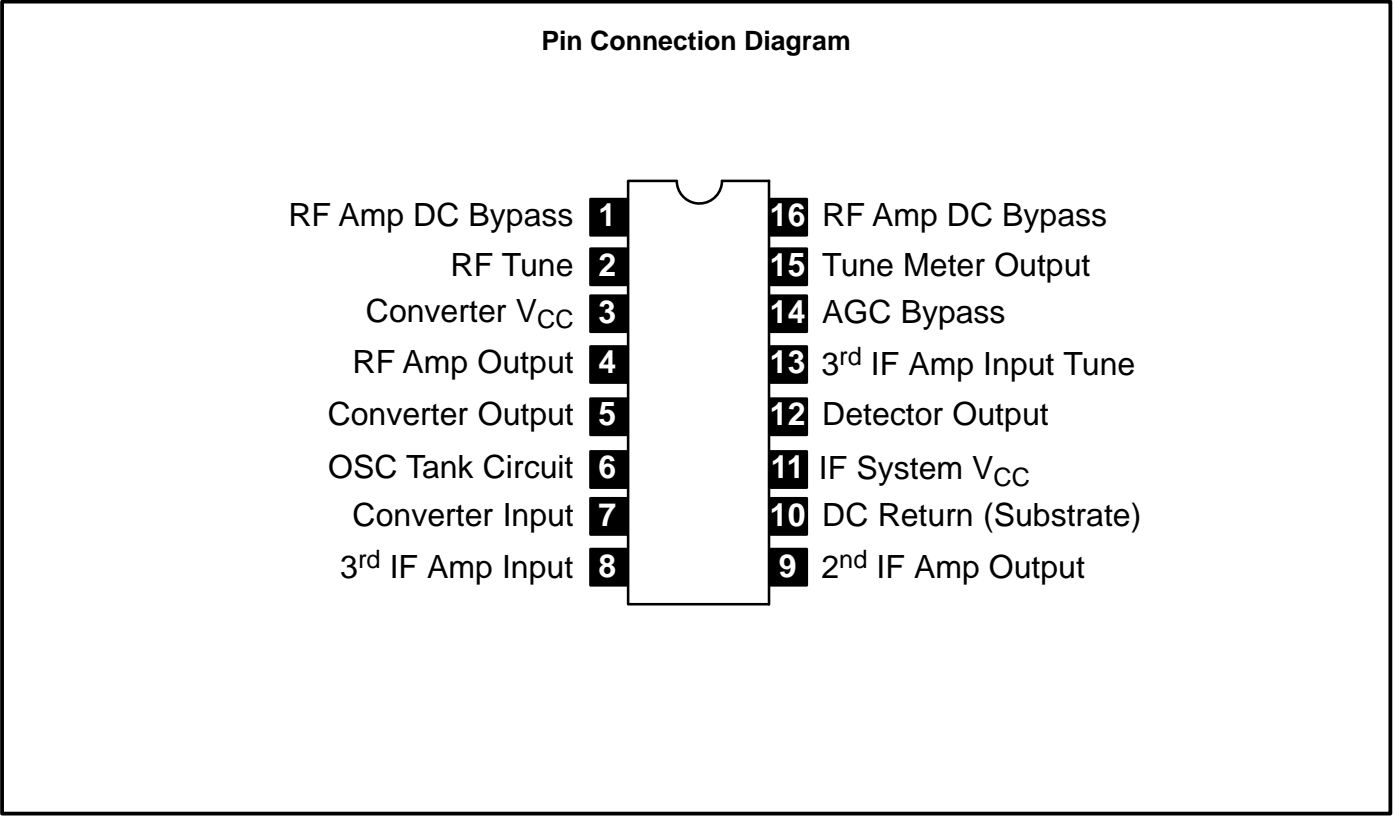 Pin Connection Diagram
RF Amp DC Bypass 1 16 RF Amp DC Bypass
RF Tune 2 15 Tune Meter Output
Converter VCC 3 14 AGC Bypass
RF Amp Output 4 13 3rd IF Amp Input Tune
Converter Output 5 12 Detector Output
OSC Tank Circuit 6 11 IF System VCC
Converter Input 7 10 DC Return (Substrate)
3rd IF Amp Input 8 9 2nd IF Amp Output